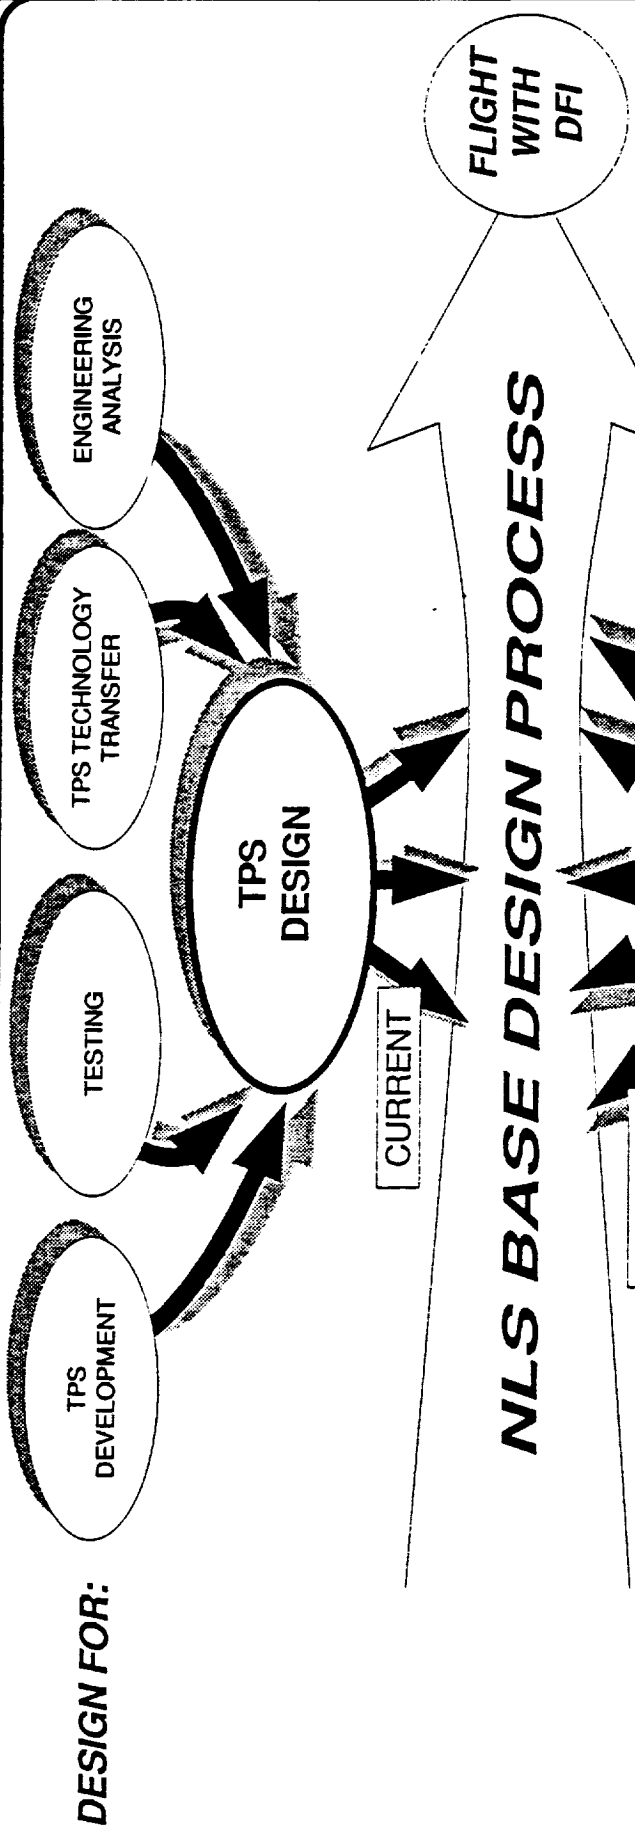 DESIGN FOR:
TPS
DEVELOPMENT
TESTING
TPS TECHNOLOGY
TRANSFER
ENGINEERING
ANALYSIS
TPS
DESIGN
CURRENT
NLS BASE DESIGN PROCESS
FLIGHT
WITH
DFI